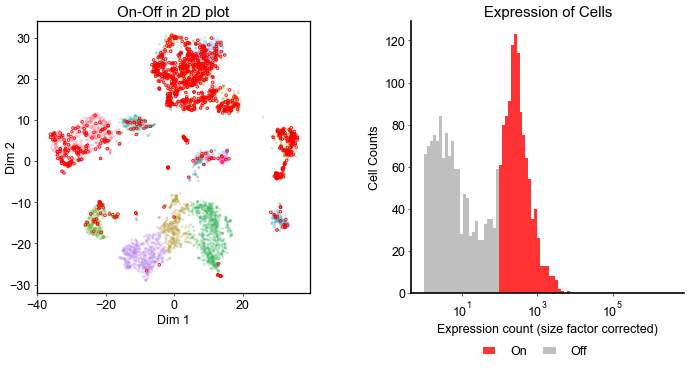 On-Off in 2D plot
30
20
10
0
−10
−20
−30
−40
−20
0
20
Dim 2
Dim 1
Expression of Cells
120
100
80
60
40
20
0
10^1
10^3
10^5
Cell Counts
Expression count (size factor corrected)
On
Off